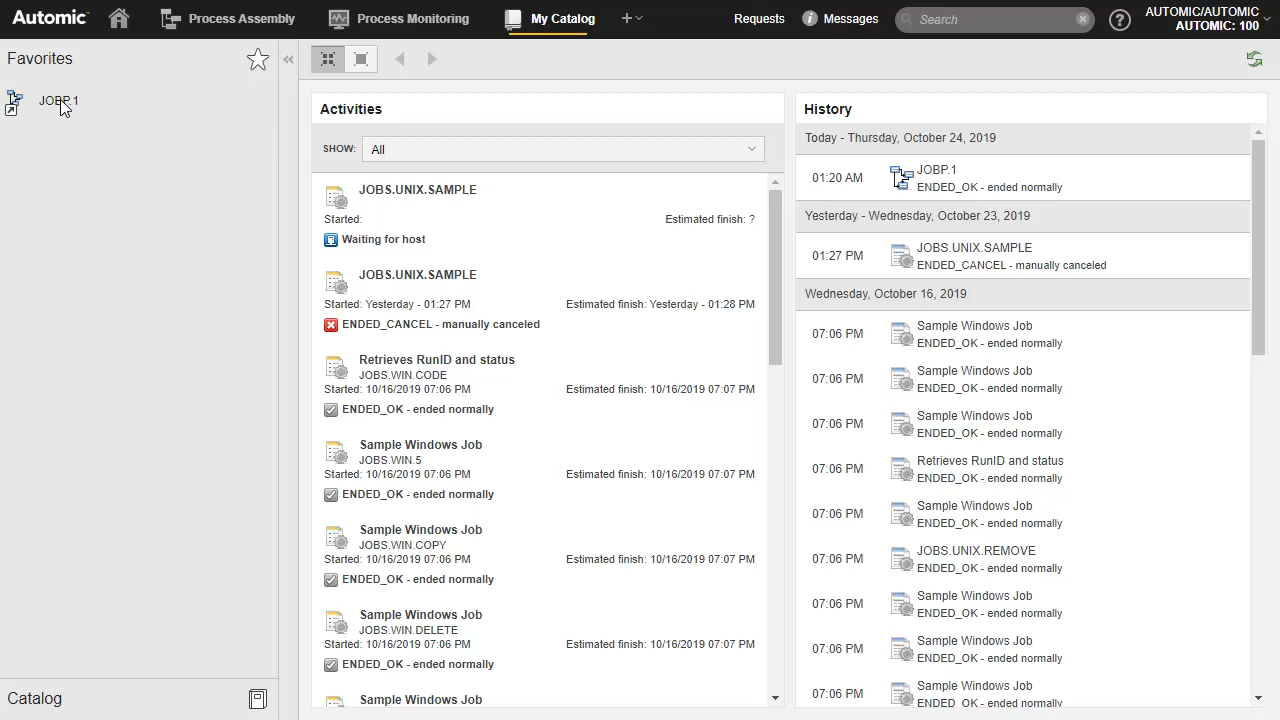 Automic
Process Assembly
Process Monitoring
My Catalog
Requests
Messages
Search
AUTOMIC/AUTOMIC
AUTOMIC: 100
Favorites
JOBP.1
Catalog
Activities
SHOW:
All
JOBS.UNIX.SAMPLE
Started:
Estimated finish: ?
Waiting for host
JOBS.UNIX.SAMPLE
Started: Yesterday - 01:27 PM
Estimated finish: Yesterday - 01:28 PM
ENDED_CANCEL - manually canceled
Retrieves RunID and status
JOBS.WIN.CODE
Started: 10/16/2019 07:06 PM
Estimated finish: 10/16/2019 07:07 PM
ENDED_OK - ended normally
Sample Windows Job
JOBS.WIN.5
Started: 10/16/2019 07:06 PM
Estimated finish: 10/16/2019 07:07 PM
ENDED_OK - ended normally
Sample Windows Job
JOBS.WIN.COPY
Started: 10/16/2019 07:06 PM
Estimated finish: 10/16/2019 07:07 PM
ENDED_OK - ended normally
Sample Windows Job
JOBS.WIN.DELETE
Started: 10/16/2019 07:06 PM
Estimated finish: 10/16/2019 07:07 PM
ENDED_OK - ended normally
Sample Windows Job
History
Today - Thursday, October 24, 2019
01:20 AM
JOBP.1
ENDED_OK - ended normally
Yesterday - Wednesday, October 23, 2019
01:27 PM
JOBS.UNIX.SAMPLE
ENDED_CANCEL - manually canceled
Wednesday, October 16, 2019
07:06 PM
Sample Windows Job
ENDED_OK - ended normally
07:06 PM
Sample Windows Job
ENDED_OK - ended normally
07:06 PM
Sample Windows Job
ENDED_OK - ended normally
07:06 PM
Retrieves RunID and status
ENDED_OK - ended normally
07:06 PM
Sample Windows Job
ENDED_OK - ended normally
07:06 PM
JOBS.UNIX.REMOVE
ENDED_OK - ended normally
07:06 PM
Sample Windows Job
ENDED_OK - ended normally
07:06 PM
Sample Windows Job
ENDED_OK - ended normally
07:06 PM
Sample Windows Job
ENDED_OK - ended normally